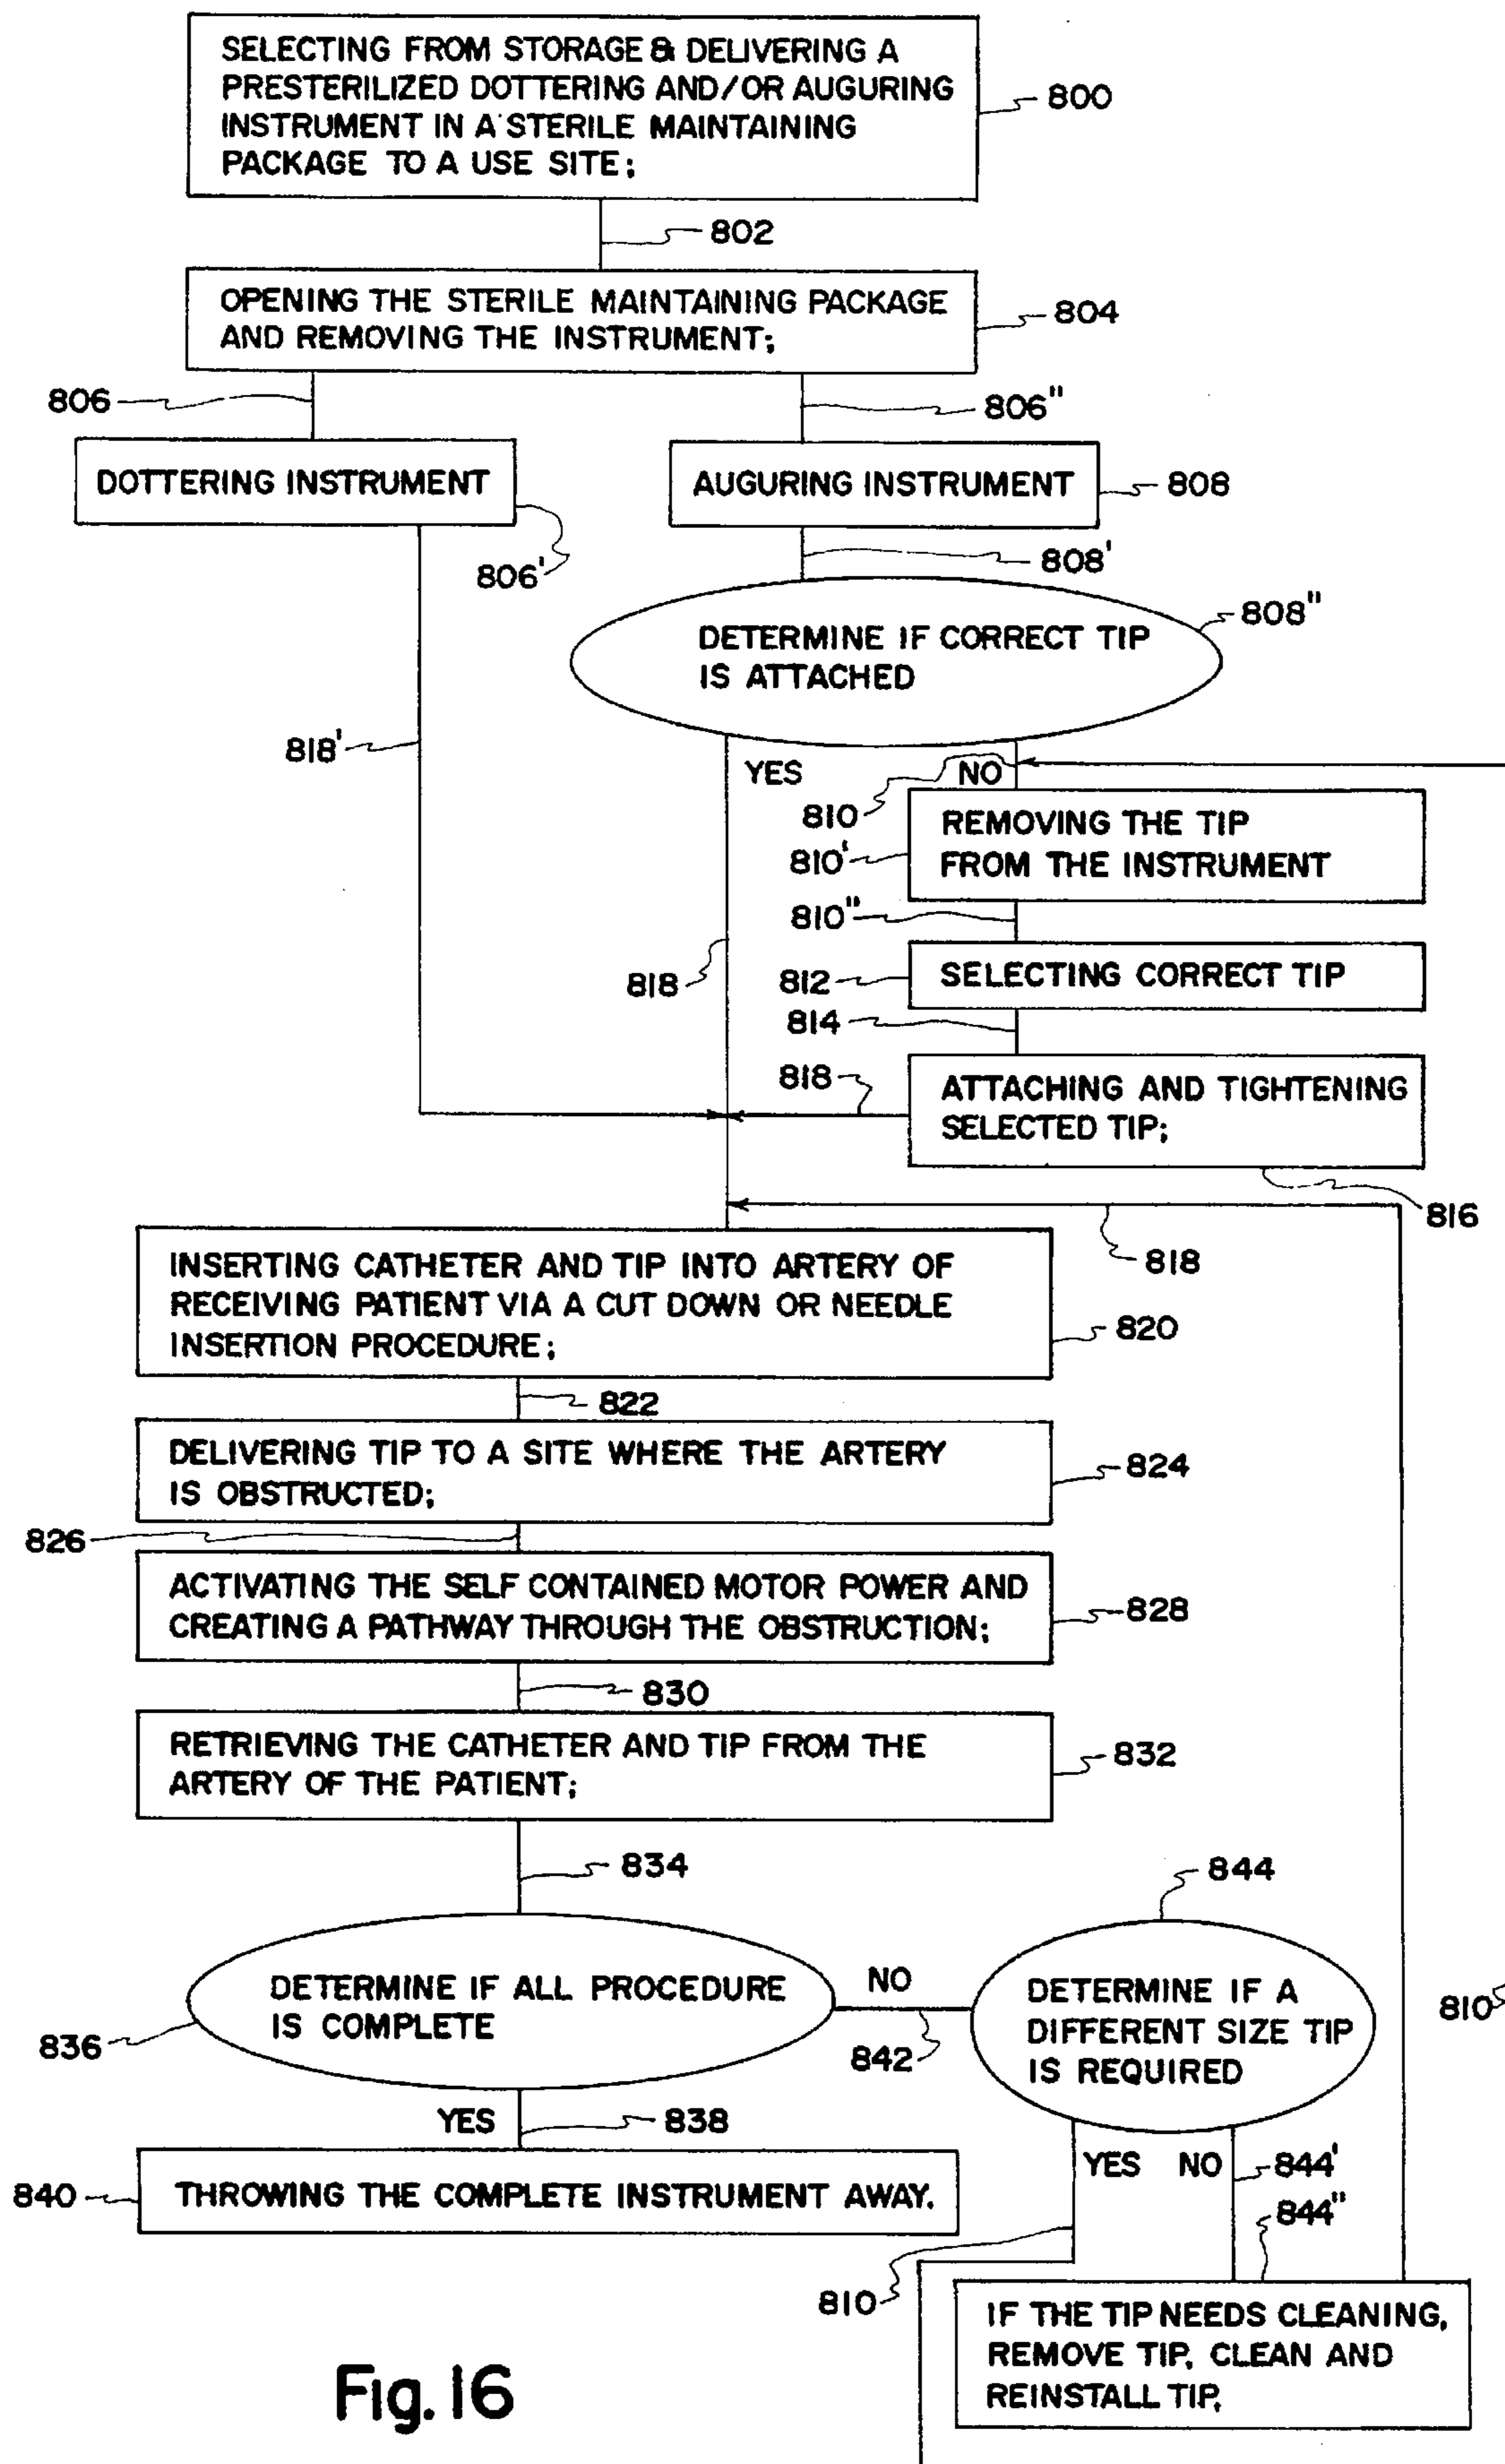 SELECTING FROM STORAGE & DELIVERING A
PRESTERILIZED DOTTERING AND/OR AUGURING
INSTRUMENT IN A STERILE MAINTAINING
PACKAGE TO A USE SITE;
800
802
OPENING THE STERILE MAINTAINING PACKAGE
AND REMOVING THE INSTRUMENT;
804
806
806"
DOTTERING INSTRUMENT
806'
AUGURING INSTRUMENT
808
808'
DETERMINE IF CORRECT TIP
IS ATTACHED
808"
818'
YES
NO
810
REMOVING THE TIP
FROM THE INSTRUMENT
810'
810"
818
812
SELECTING CORRECT TIP
814
818
ATTACHING AND TIGHTENING
SELECTED TIP;
816
818
INSERTING CATHETER AND TIP INTO ARTERY OF
RECEIVING PATIENT VIA A CUT DOWN OR NEEDLE
INSERTION PROCEDURE;
820
822
DELIVERING TIP TO A SITE WHERE THE ARTERY
IS OBSTRUCTED;
824
826
ACTIVATING THE SELF CONTAINED MOTOR POWER AND
CREATING A PATHWAY THROUGH THE OBSTRUCTION;
828
830
RETRIEVING THE CATHETER AND TIP FROM THE
ARTERY OF THE PATIENT;
832
834
844
DETERMINE IF ALL PROCEDURE
IS COMPLETE
836
NO
842
DETERMINE IF A
DIFFERENT SIZE TIP
IS REQUIRED
810
YES
838
YES
NO
844'
844"
840
THROWING THE COMPLETE INSTRUMENT AWAY.
810
IF THE TIP NEEDS CLEANING,
REMOVE TIP, CLEAN AND
REINSTALL TIP,
Fig. 16